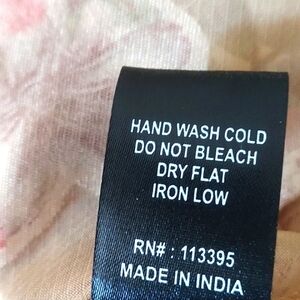 HAND WASH COLD
DO NOT BLEACH
DRY FLAT
IRON LOW
RN# : 113395
MADE IN INDIA